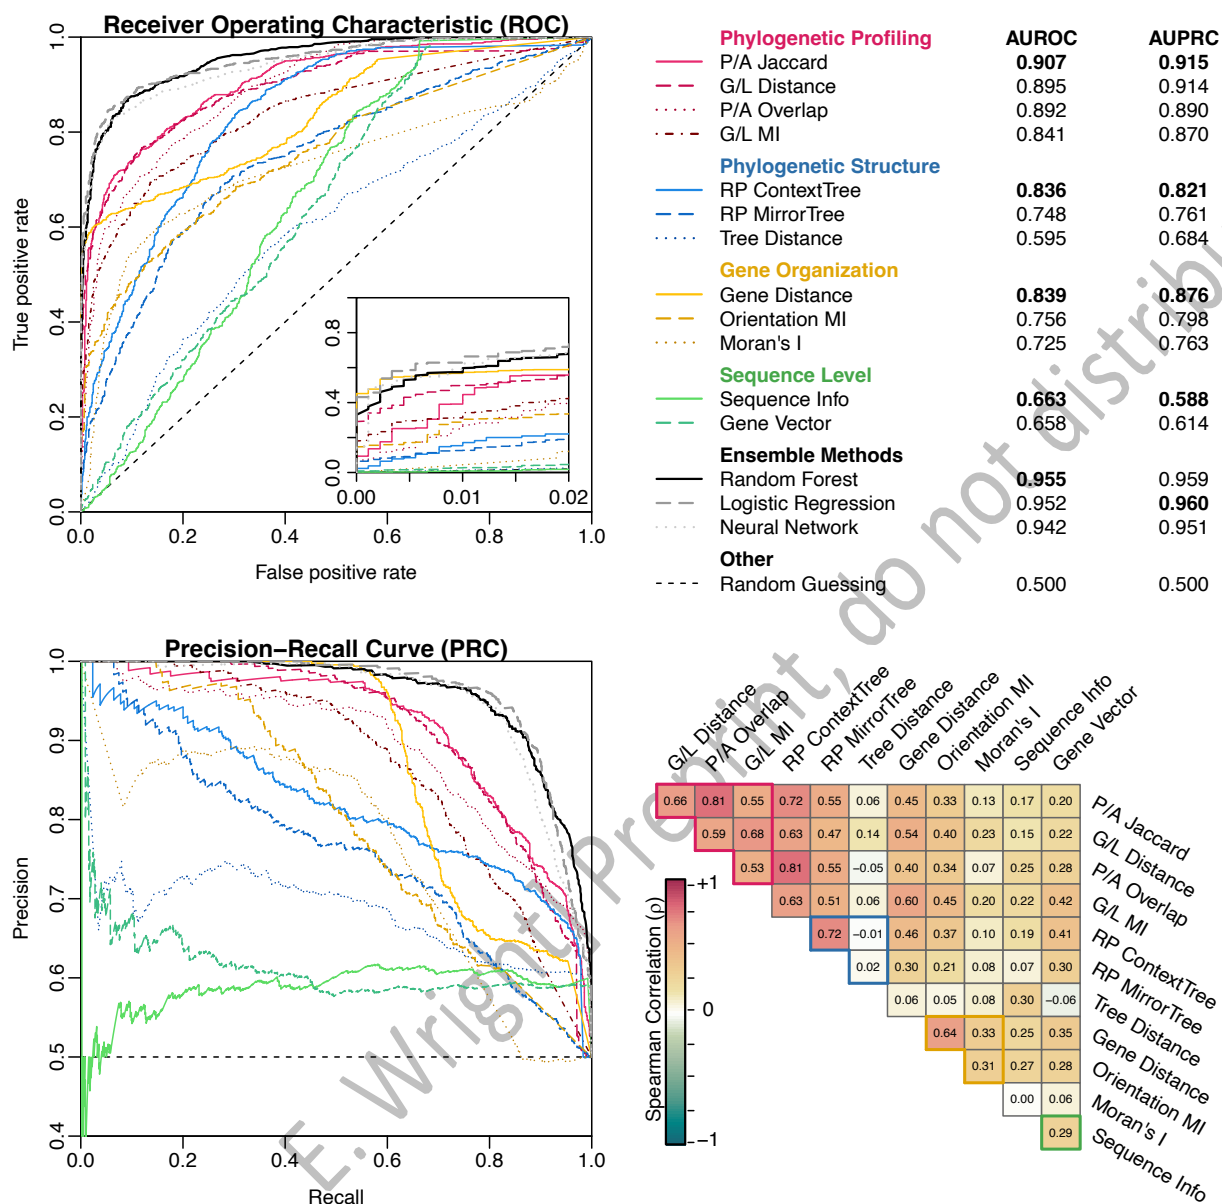 Receiver Operating Characteristic (ROC)
1.0
0.8
0.6
0.4
0.2
0.0
True positive rate
0.0 0.2 0.4 0.6 0.8 1.0
False positive rate
0.8
0.4
0.0
0.00 0.01 0.02
Phylogenetic Profiling AUROC AUPRC
P/A Jaccard 0.907 0.915
G/L Distance 0.895 0.914
P/A Overlap 0.892 0.890
G/L MI 0.841 0.870
Phylogenetic Structure
RP ContextTree 0.836 0.821
RP MirrorTree 0.748 0.761
Tree Distance 0.595 0.684
Gene Organization
Gene Distance 0.839 0.876
Orientation MI 0.756 0.798
Moran's I 0.725 0.763
Sequence Level
Sequence Info 0.663 0.588
Gene Vector 0.658 0.614
Ensemble Methods
Random Forest 0.955 0.959
Logistic Regression 0.952 0.960
Neural Network 0.942 0.951
Other
Random Guessing 0.500 0.500
Precision−Recall Curve (PRC)
1.0
0.9
0.8
0.7
0.6
0.5
0.4
Precision
0.0 0.2 0.4 0.6 0.8 1.0
Recall
G/L Distance
P/A Overlap
G/L MI
RP ContextTree
RP MirrorTree
Tree Distance
Gene Distance
Orientation MI
Moran's I
Sequence Info
Gene Vector
0.66 0.81 0.55 0.72 0.55 0.06 0.45 0.33 0.13 0.17 0.20 P/A Jaccard
0.59 0.68 0.63 0.47 0.14 0.54 0.40 0.23 0.15 0.22 G/L Distance
0.53 0.81 0.55 −0.05 0.40 0.34 0.07 0.25 0.28 P/A Overlap
0.63 0.51 0.06 0.60 0.45 0.20 0.22 0.42 G/L MI
0.72 −0.01 0.46 0.37 0.10 0.19 0.41 RP ContextTree
0.02 0.30 0.21 0.08 0.07 0.30 RP MirrorTree
0.06 0.05 0.08 0.30 −0.06 Tree Distance
0.64 0.33 0.25 0.35 Gene Distance
0.31 0.27 0.28 Orientation MI
0.00 0.06 Moran's I
0.29 Sequence Info
Spearman Correlation (ρ)
+1
0
−1
E. Wright, Preprint, do not distribu